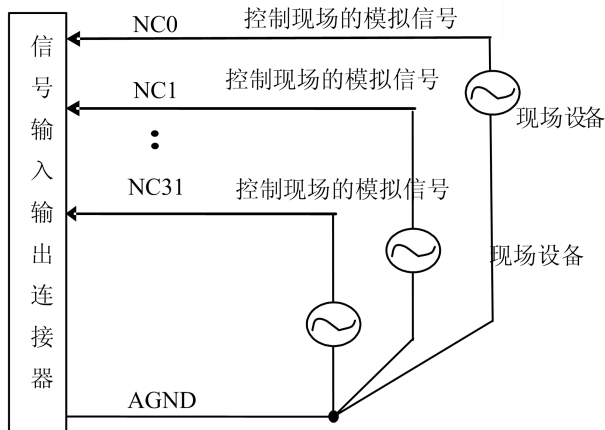 信号输入输出连接器
NC0 控制现场的模拟信号
NC1 控制现场的模拟信号
现场设备
NC31 控制现场的模拟信号
现场设备
AGND